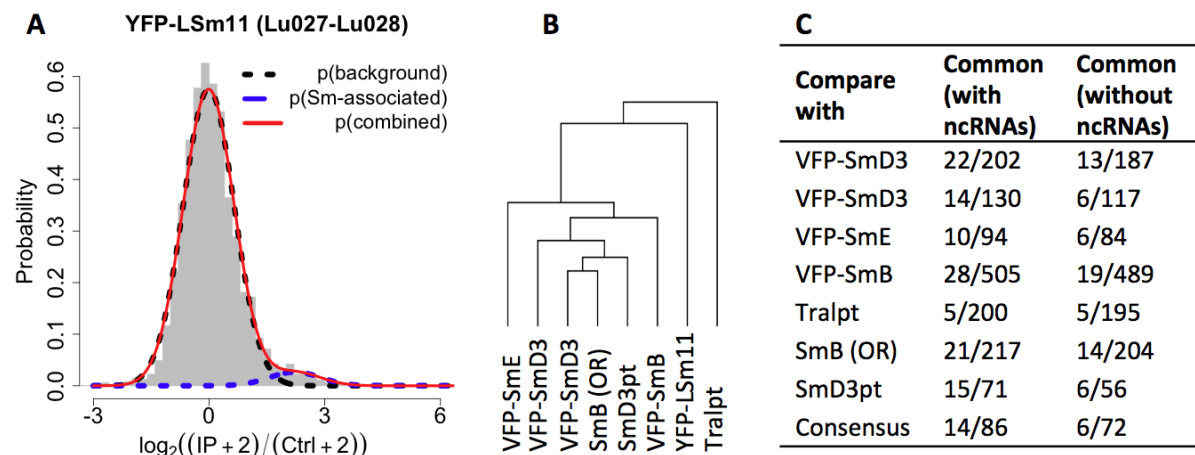 A
YFP-LSm11 (Lu027-Lu028)
p(background)
p(Sm-associated)
p(combined)
Probability
0.6
0.5
0.4
0.3
0.2
0.1
0.0
-3 0 3 6
log2((IP + 2)/(Ctrl + 2))
B
VFP-SmE
VFP-SmD3
VFP-SmD3
SmB (OR)
SmD3pt
VFP-SmB
YFP-LSm11
Tralpt
C
Compare with Common (with ncRNAs) Common (without ncRNAs)
VFP-SmD3 22/202 13/187
VFP-SmD3 14/130 6/117
VFP-SmE 10/94 6/84
VFP-SmB 28/505 19/489
Tralpt 5/200 5/195
SmB (OR) 21/217 14/204
SmD3pt 15/71 6/56
Consensus 14/86 6/72